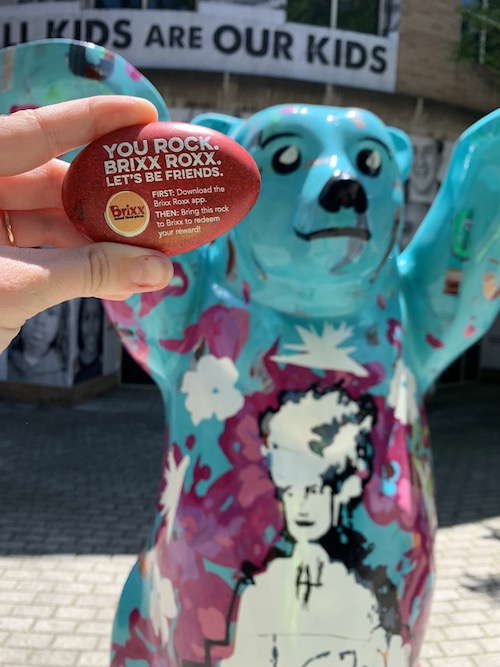 LL KIDS ARE OUR KIDS
YOU ROCK.
BRIXX ROXX.
LET'S BE FRIENDS.
Brixx
FIRST: Download the
Brixx Roxx app.
THEN: Bring this rock
to Brixx to redeem
your reward!